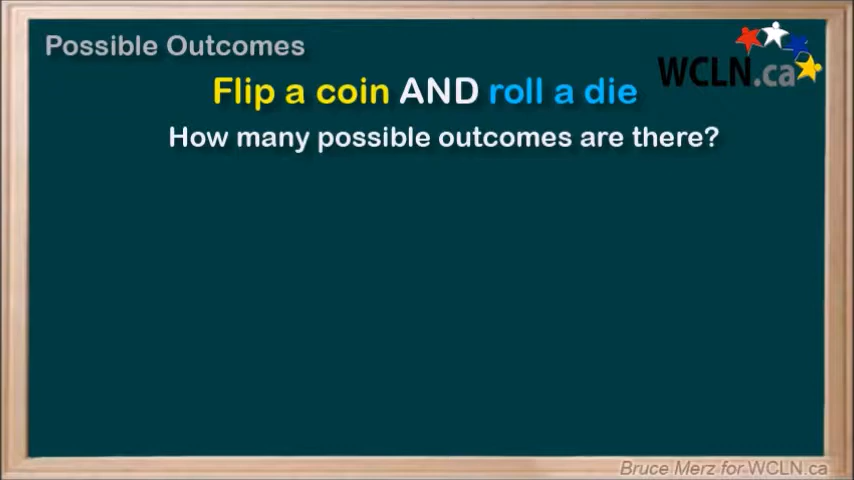 Possible Outcomes
WCLN.ca
Flip a coin AND roll a die
How many possible outcomes are there?
Bruce Merz for WCLN.ca